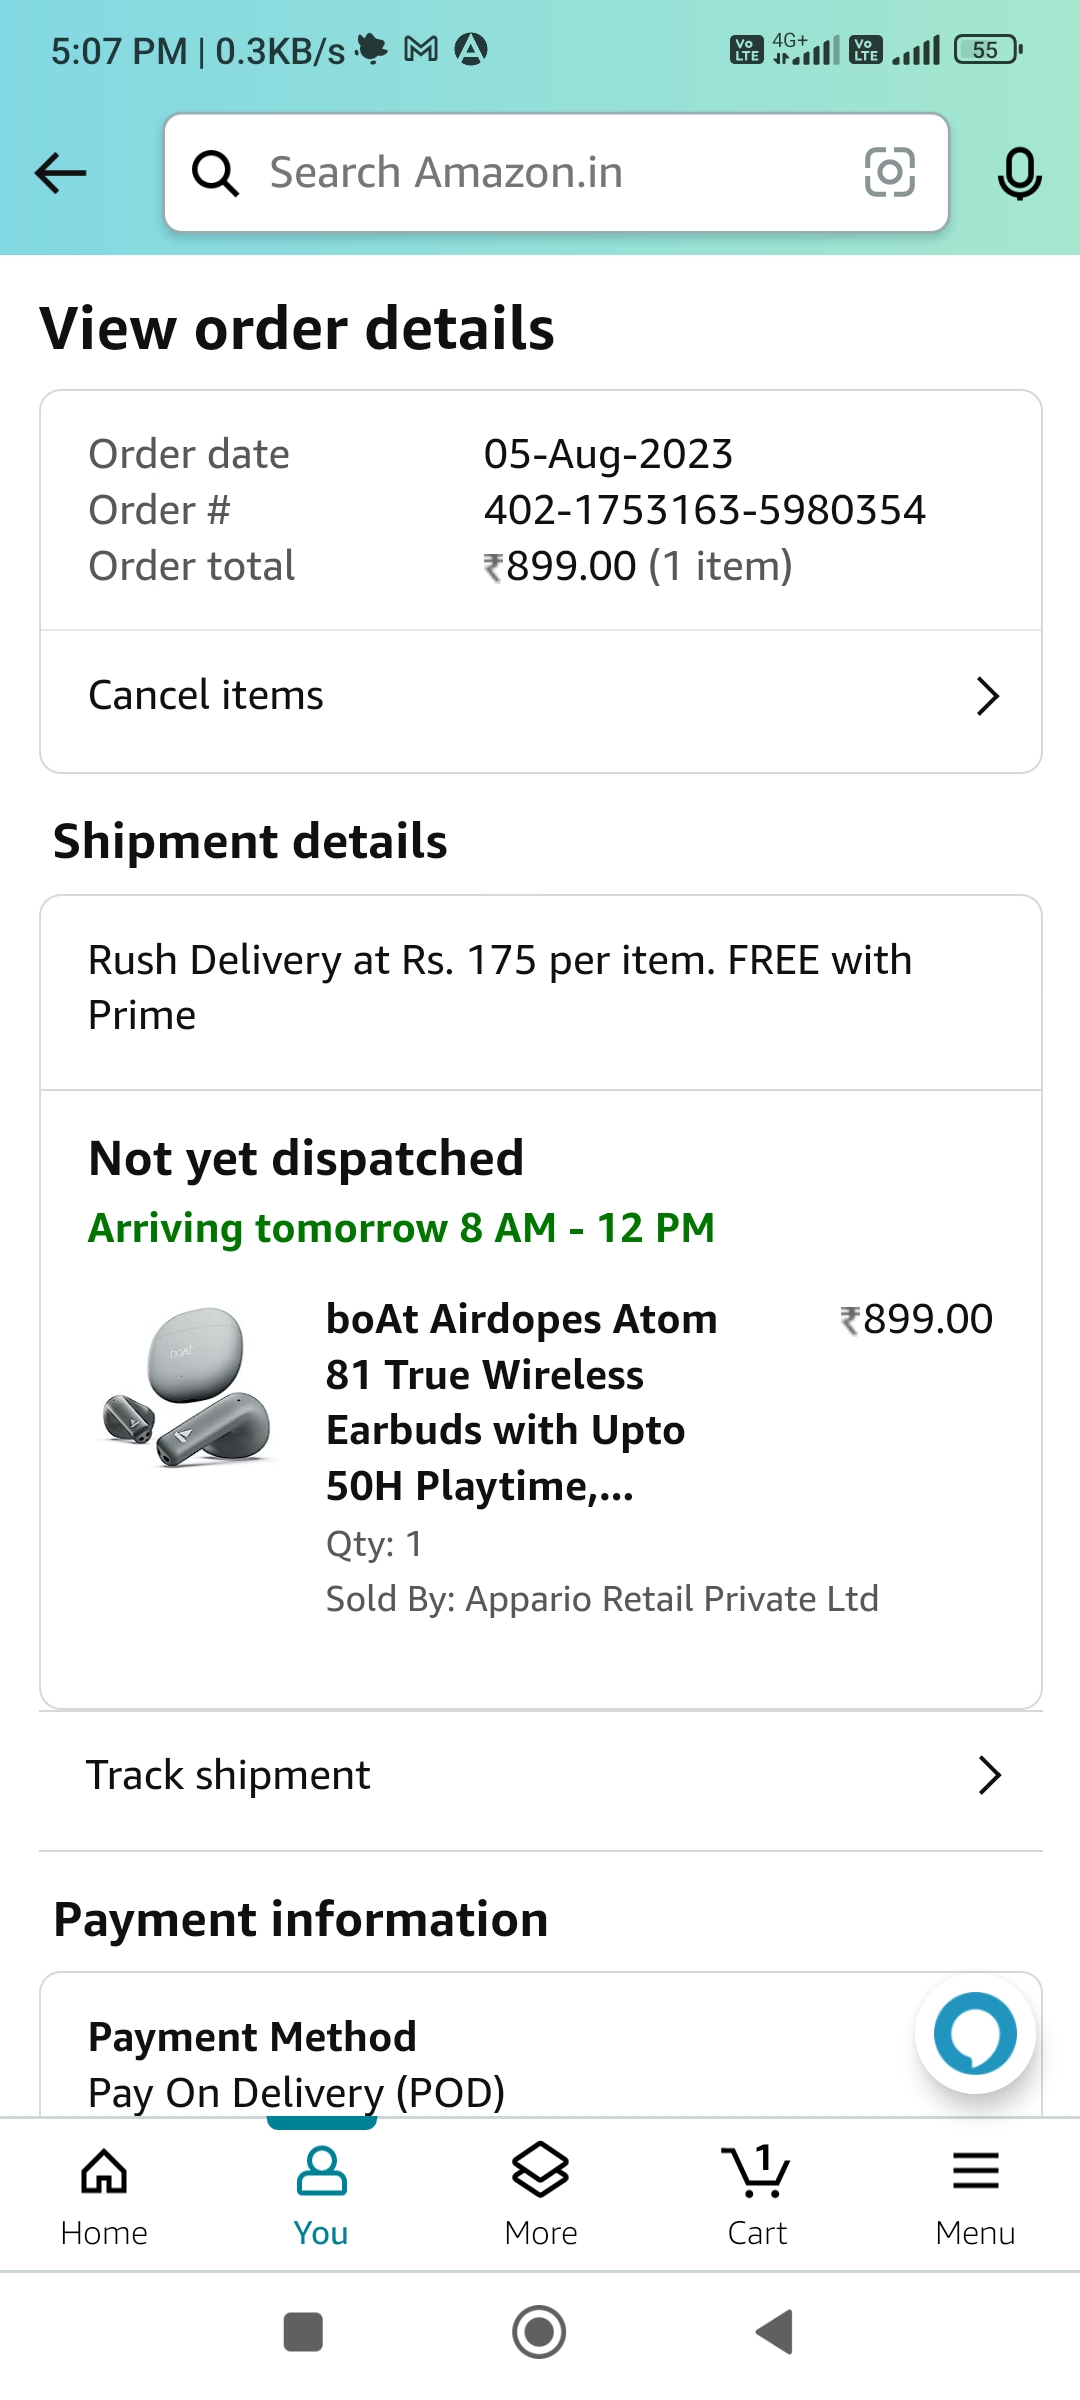 5:07 PM | 0.3KB/s
Vo LTE 4G+ Vo LTE 55
Search Amazon.in
View order details
Order date 05-Aug-2023
Order # 402-1753163-5980354
Order total ₹899.00 (1 item)
Cancel items
Shipment details
Rush Delivery at Rs. 175 per item. FREE with
Prime
Not yet dispatched
Arriving tomorrow 8 AM - 12 PM
boAt
boAt Airdopes Atom ₹899.00
81 True Wireless
Earbuds with Upto
50H Playtime,...
Qty: 1
Sold By: Appario Retail Private Ltd
Track shipment
Payment information
Payment Method
Pay On Delivery (POD)
1
Home You More Cart Menu